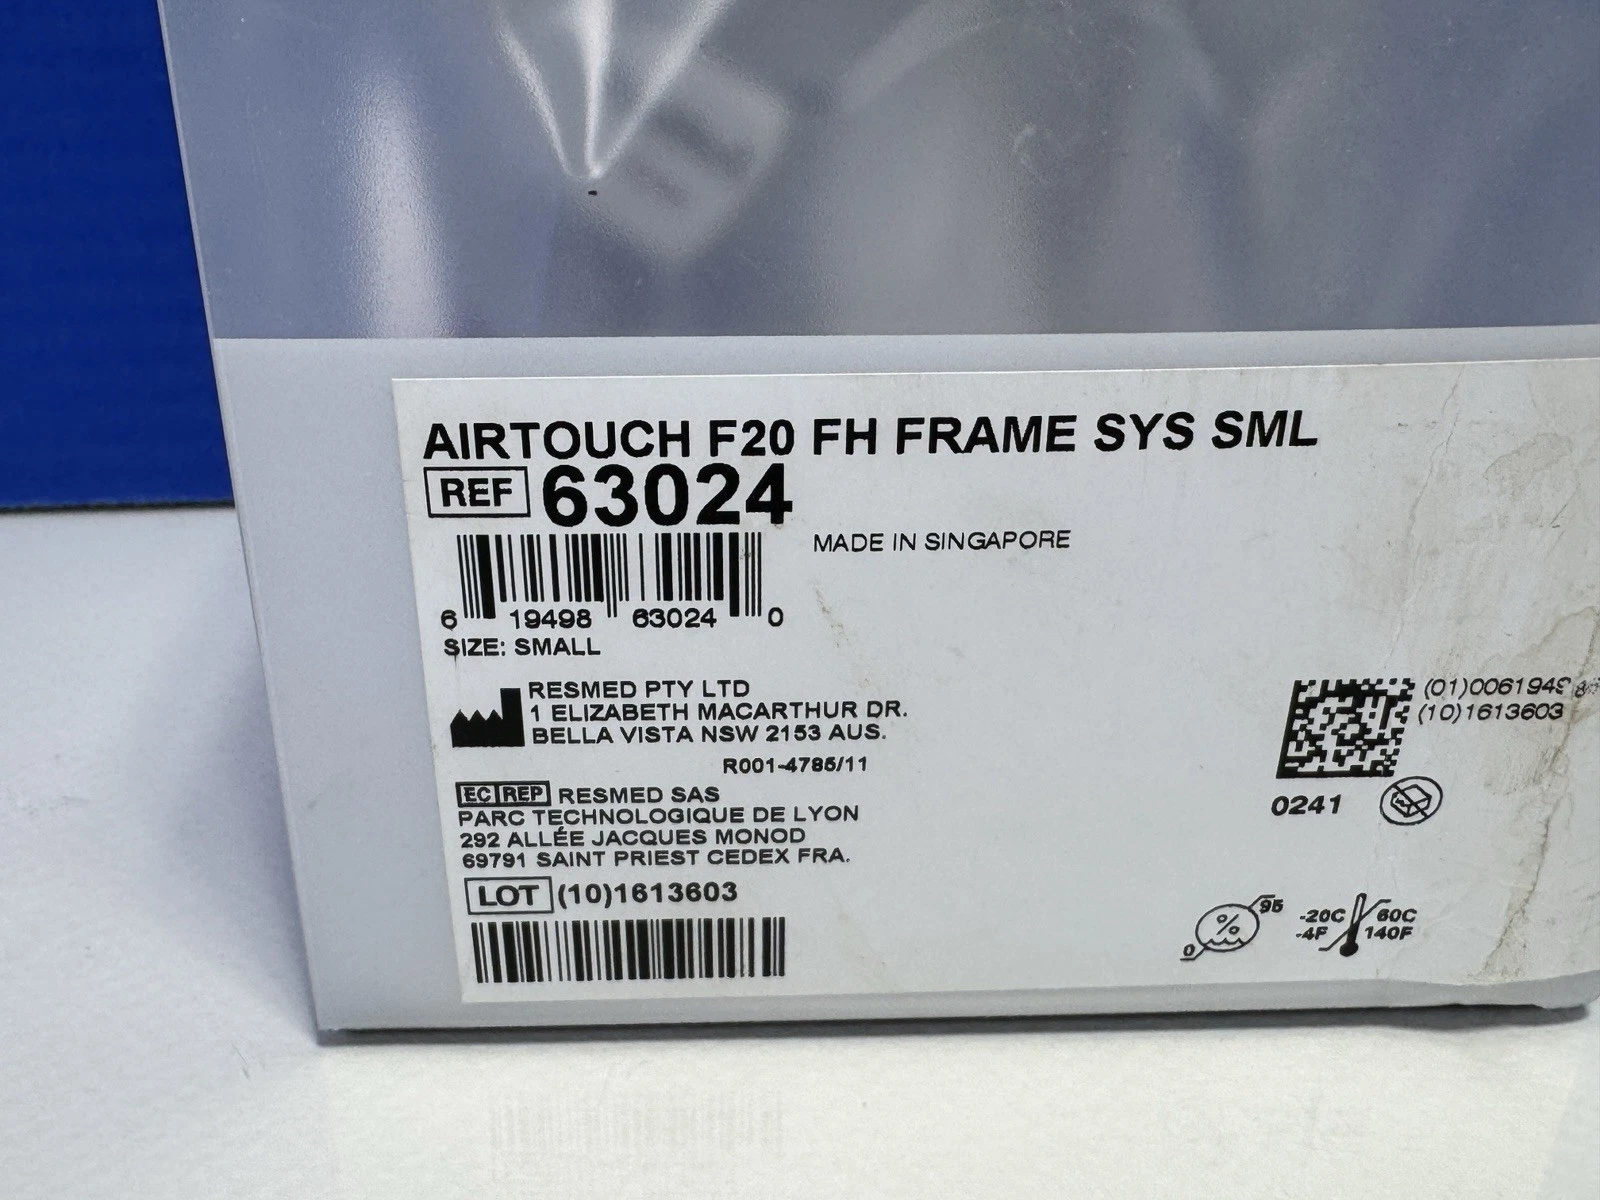 AIRTOUCH F20 FH FRAME SYS SML
REF 63024
MADE IN SINGAPORE
6 19498 63024 0
SIZE: SMALL
RESMED PTY LTD
1 ELIZABETH MACARTHUR DR.
BELLA VISTA NSW 2153 AUS.
R001-4785/11
EC REP RESMED SAS
PARC TECHNOLOGIQUE DE LYON
292 ALLÉE JACQUES MONOD
69791 SAINT PRIEST CEDEX FRA.
LOT (10)1613603
(10)1613603
0241
0 % 95
-20C 60C
-4F 140F